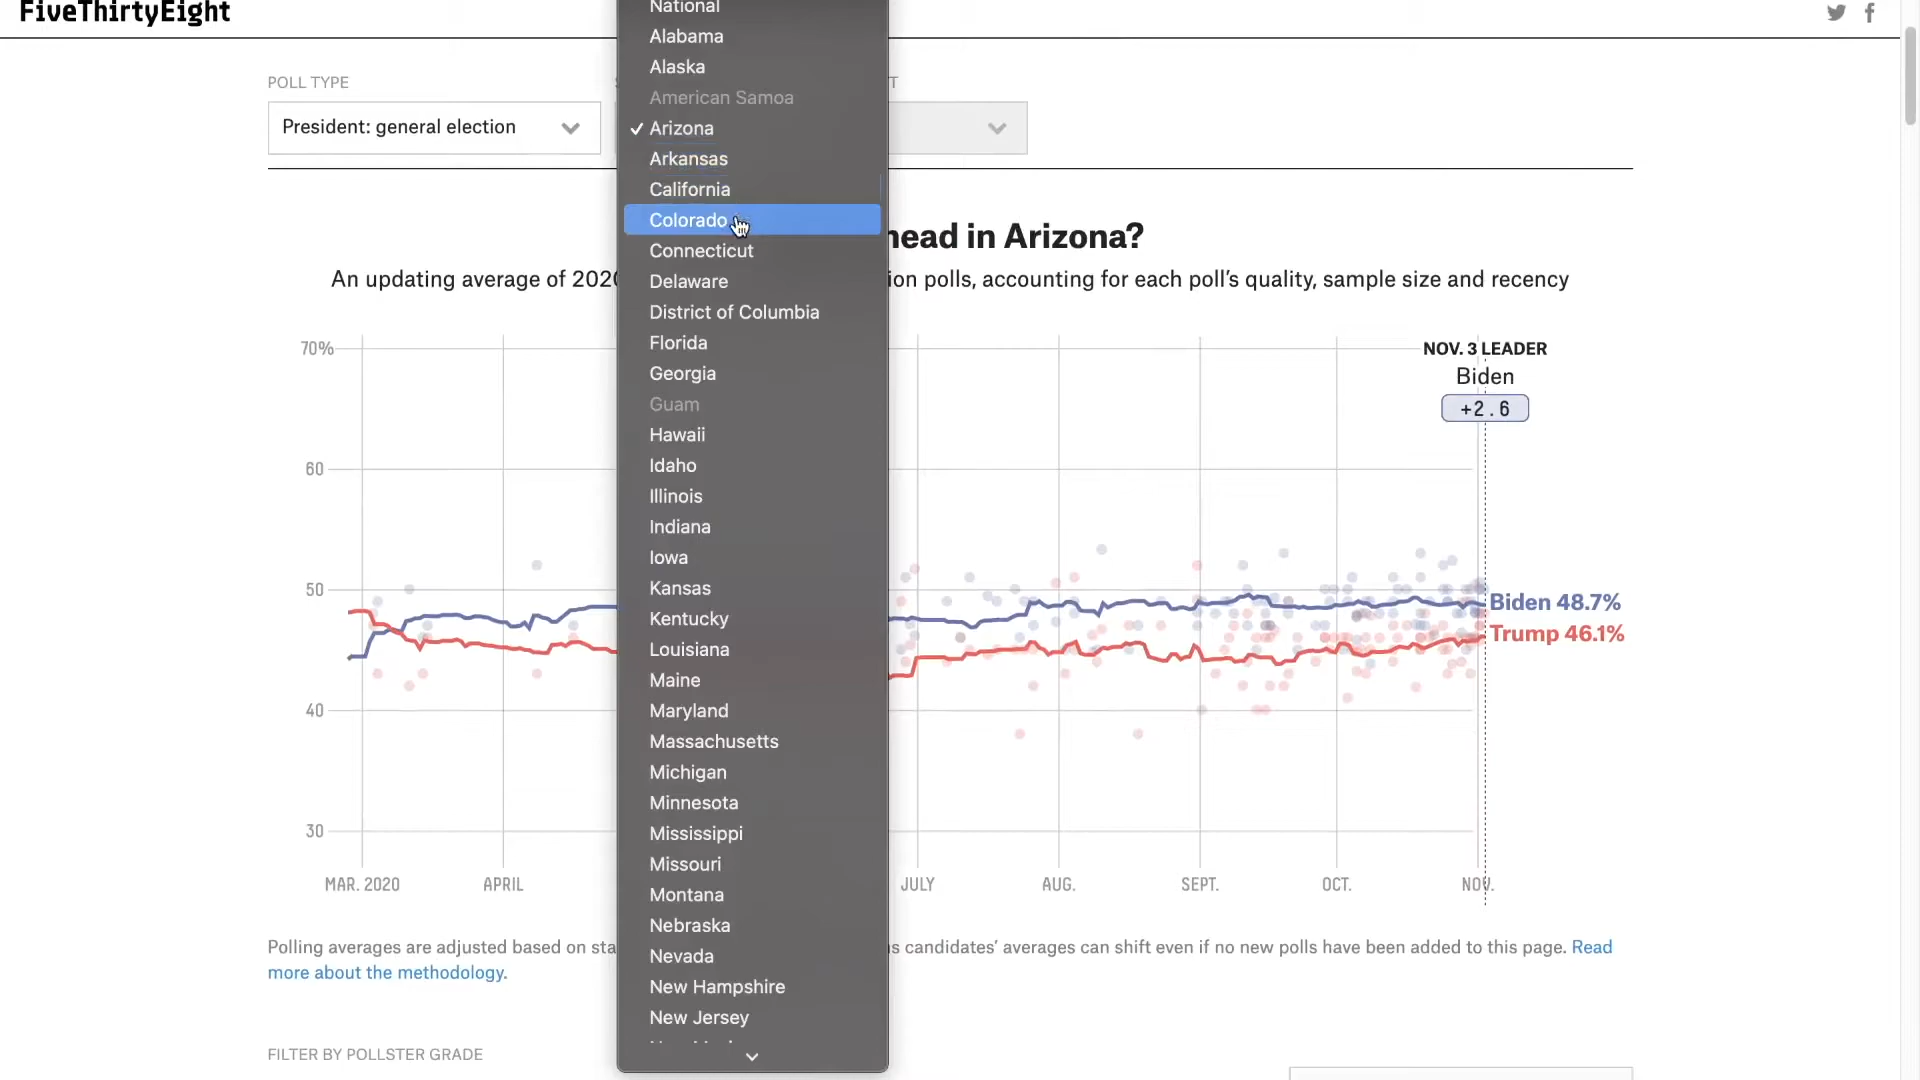 FiveThirtyEight
POLL TYPE
President: general election
National
Alabama
Alaska
American Samoa
✓ Arizona
Arkansas
California
Colorado
Connecticut
Delaware
District of Columbia
Florida
Georgia
Guam
Hawaii
Idaho
Illinois
Indiana
Iowa
Kansas
Kentucky
Louisiana
Maine
Maryland
Massachusetts
Michigan
Minnesota
Mississippi
Missouri
Montana
Nebraska
Nevada
New Hampshire
New Jersey
T
head in Arizona?
An updating average of 202
ion polls, accounting for each poll's quality, sample size and recency
70%
60
50
40
30
NOV. 3 LEADER
Biden
+2.6
Biden 48.7%
Trump 46.1%
MAR. 2020
APRIL
JULY
AUG.
SEPT.
OCT.
NOV.
Polling averages are adjusted based on sta
s candidates' averages can shift even if no new polls have been added to this page. Read
more about the methodology.
FILTER BY POLLSTER GRADE